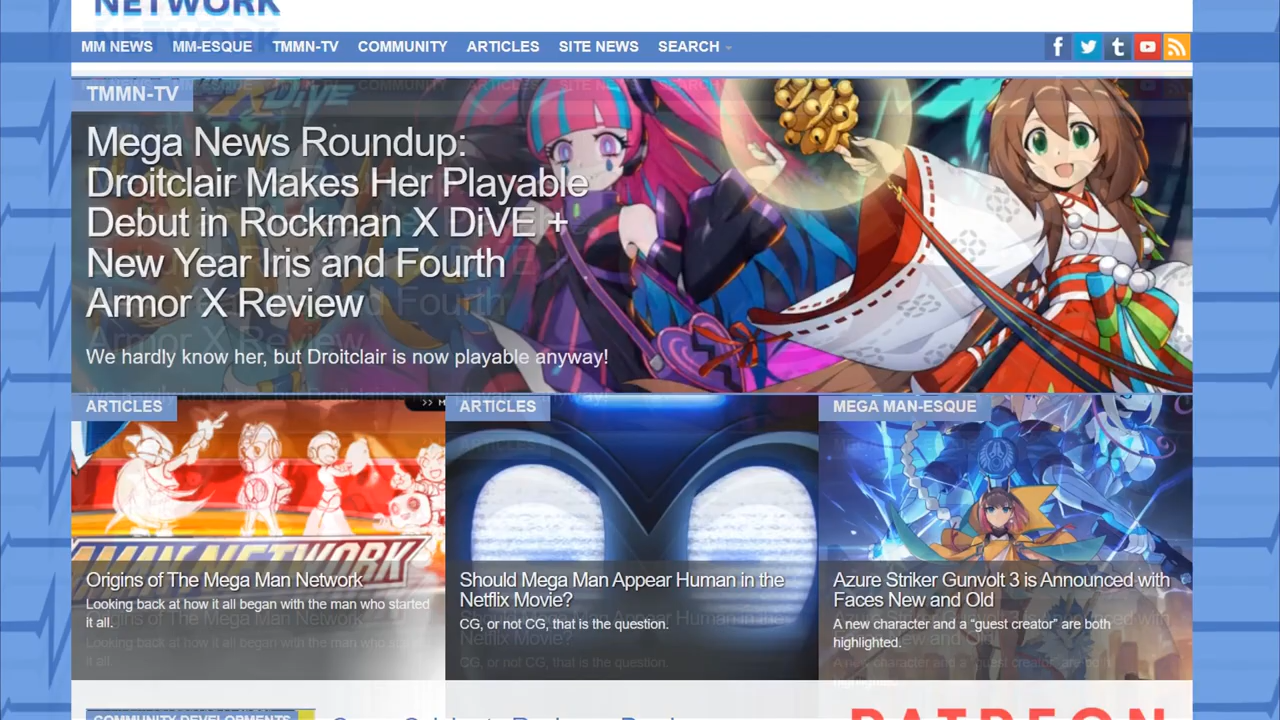 NETWORK
MM NEWS MM-ESQUE TMMN-TV COMMUNITY ARTICLES SITE NEWS SEARCH
TMMN-TV
Mega News Roundup:
Droitclair Makes Her Playable
Debut in Rockman X DiVE +
New Year Iris and Fourth
Armor X Review
We hardly know her, but Droitclair is now playable anyway!
ARTICLES
MAN NETWORK
Origins of The Mega Man Network
Looking back at how it all began with the man who started
it all.
ARTICLES
Should Mega Man Appear Human in the
Netflix Movie?
CG, or not CG, that is the question.
MEGA MAN-ESQUE
Azure Striker Gunvolt 3 is Announced with
Faces New and Old
A new character and a “guest creator” are both
highlighted.
COMMUNITY DEVELOPMENTS
PATREON